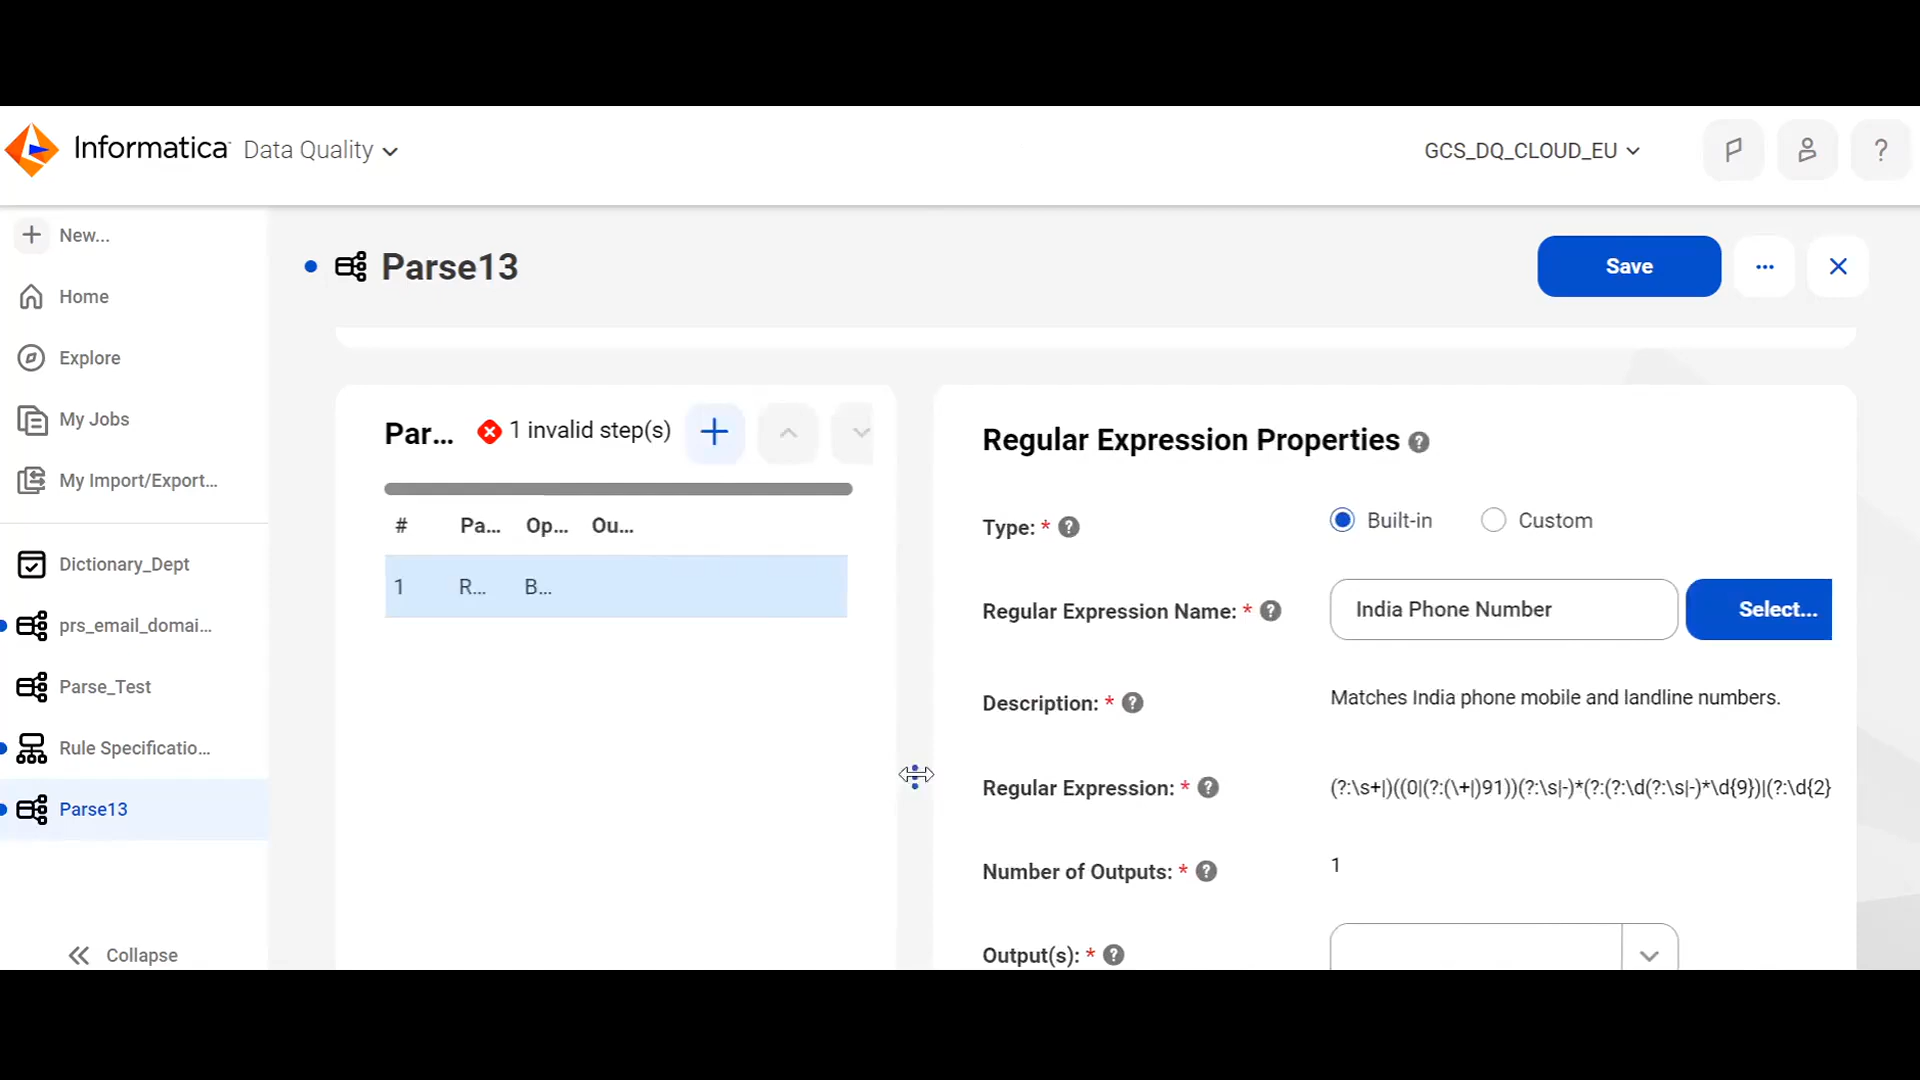 Informatica Data Quality
GCS_DQ_CLOUD_EU
?
New...
Home
Explore
My Jobs
My Import/Export...
Dictionary_Dept
prs_email_domai...
Parse_Test
Rule Specificatio...
Parse13
Collapse
Parse13
Save
...
Par...
1 invalid step(s)
# Pa... Op... Ou...
1 R... B...
Regular Expression Properties ?
Type: * ? Built-in Custom
Regular Expression Name: * ? India Phone Number Select...
Description: * ? Matches India phone mobile and landline numbers.
Regular Expression: * ? (?:\s+|)((0|(?:(\+|)91))(?:\s|-)*(?:(?:\d(?:\s|-)*\d{9})|(?:\d{2}
Number of Outputs: * ? 1
Output(s): * ?